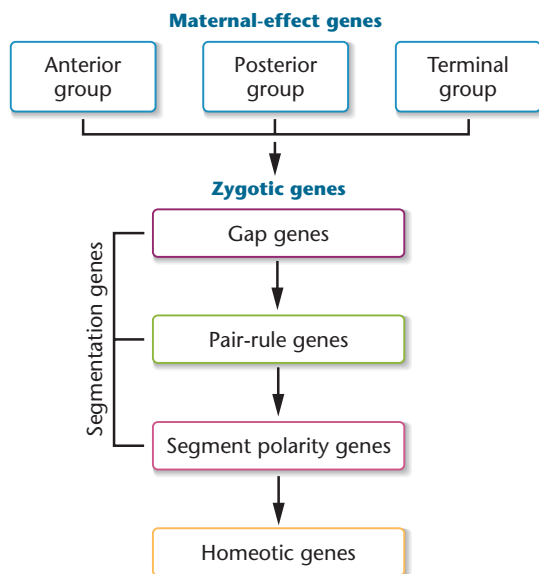 Maternal-effect genes
Anterior
group
Posterior
group
Terminal
group
Zygotic genes
Segmentation genes
Gap genes
Pair-rule genes
Segment polarity genes
Homeotic genes